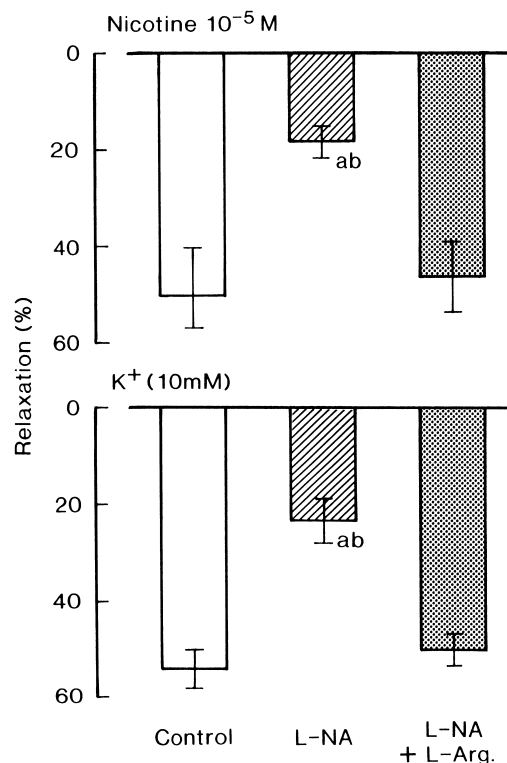 Nicotine 10⁻⁵ M
0
20
40
60
ab
Relaxation (%)
K⁺ (10mM)
0
20
40
60
ab
Control
L-NA
L-NA
+ L-Arg.